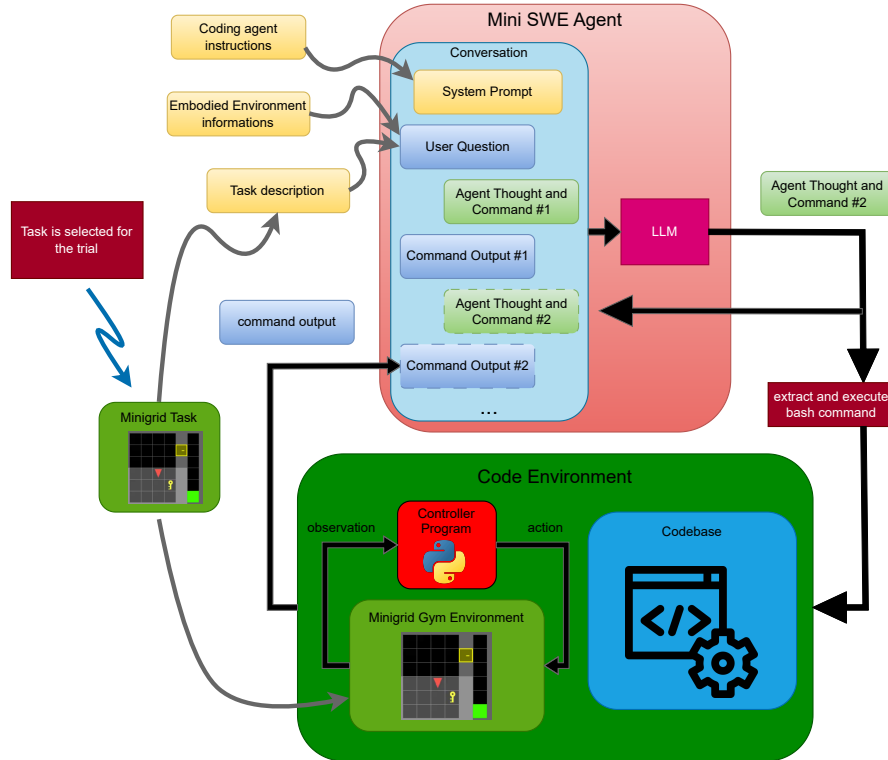 Mini SWE Agent
Coding agent
instructions
Conversation
System Prompt
Embodied Environment
informations
User Question
Task description
Agent Thought and
Command #1
Agent Thought and
Command #2
Task is selected for
the trial
LLM
Command Output #1
command output
Agent Thought and
Command #2
Command Output #2
...
extract and execute
bash command
Minigrid Task
Code Environment
Controller
Program
observation
action
Codebase
</>
Minigrid Gym Environment